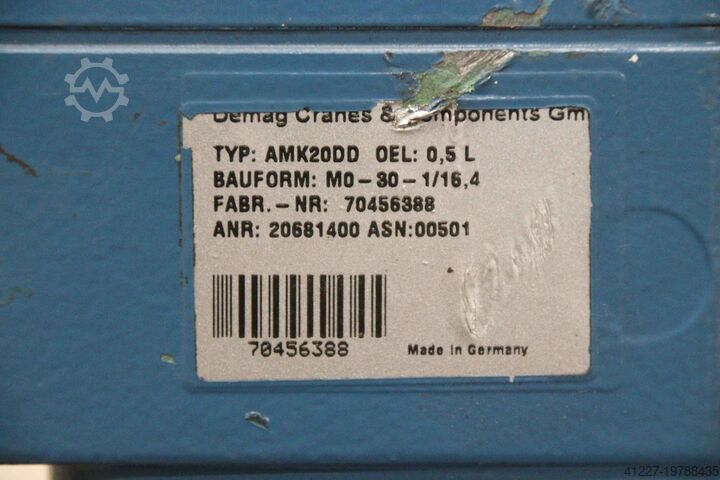 Demag Cranes & Components Gm
TYP: AMK20DD OEL: 0,5 L
BAUFORM: M0-30-1/16,4
FABR.-NR: 70456388
ANR: 20681400 ASN:00501
70456388
Made in Germany
41227-19788435